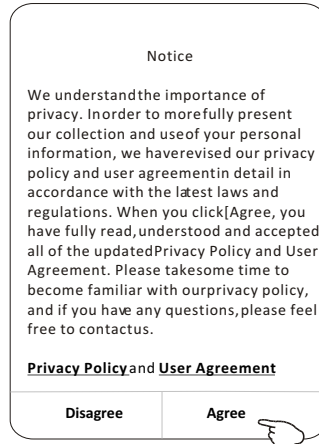 Notice
We understandthe importance of
privacy. Inorder to morefully present
our collection and useof your personal
information, we haverevised our privacy
policy and user agreementin detail in
accordance with the latest laws and
regulations. When you click[Agree, you
have fully read,understood and accepted
all of the updatedPrivacy Policy and User
Agreement. Please takesome time to
become familiar with ourprivacy policy,
and if you have any questions,please feel
free to contactus.
Privacy Policy and User Agreement
Disagree Agree